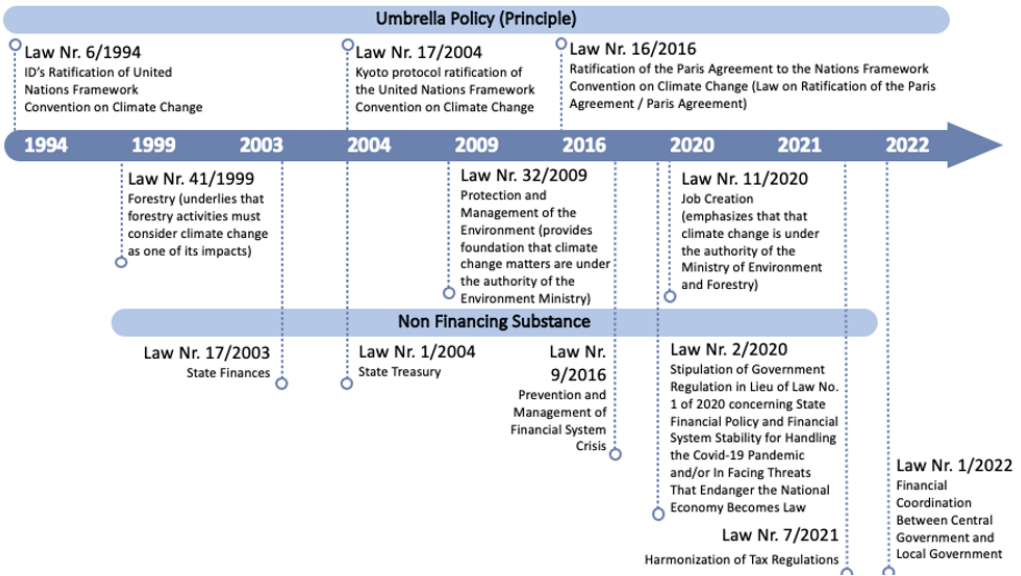 Umbrella Policy (Principle)
Law Nr. 6/1994
ID's Ratification of United
Nations Framework
Convention on Climate Change
Law Nr. 17/2004
Kyoto protocol ratification of
the United Nations Framework
Convention on Climate Change
Law Nr. 16/2016
Ratification of the Paris Agreement to the Nations Framework
Convention on Climate Change (Law on Ratification of the Paris
Agreement / Paris Agreement)
1994 1999 2003 2004 2009 2016 2020 2021 2022
Law Nr. 41/1999
Forestry (underlies that
forestry activities must
consider climate change
as one of its impacts)
Law Nr. 32/2009
Protection and
Management of the
Environment (provides
foundation that climate
change matters are under
the authority of the
Environment Ministry)
Law Nr. 11/2020
Job Creation
(emphasizes that that
climate change is under
the authority of the
Ministry of Environment
and Forestry)
Non Financing Substance
Law Nr. 17/2003
State Finances
Law Nr. 1/2004
State Treasury
Law Nr.
9/2016
Prevention and
Management of
Financial System
Crisis
Law Nr. 2/2020
Stipulation of Government
Regulation in Lieu of Law No.
1 of 2020 concerning State
Financial Policy and Financial
System Stability for Handling
the Covid-19 Pandemic
and/or In Facing Threats
That Endanger the National
Economy Becomes Law
Law Nr. 7/2021
Harmonization of Tax Regulations
Law Nr. 1/2022
Financial
Coordination
Between Central
Government and
Local Government